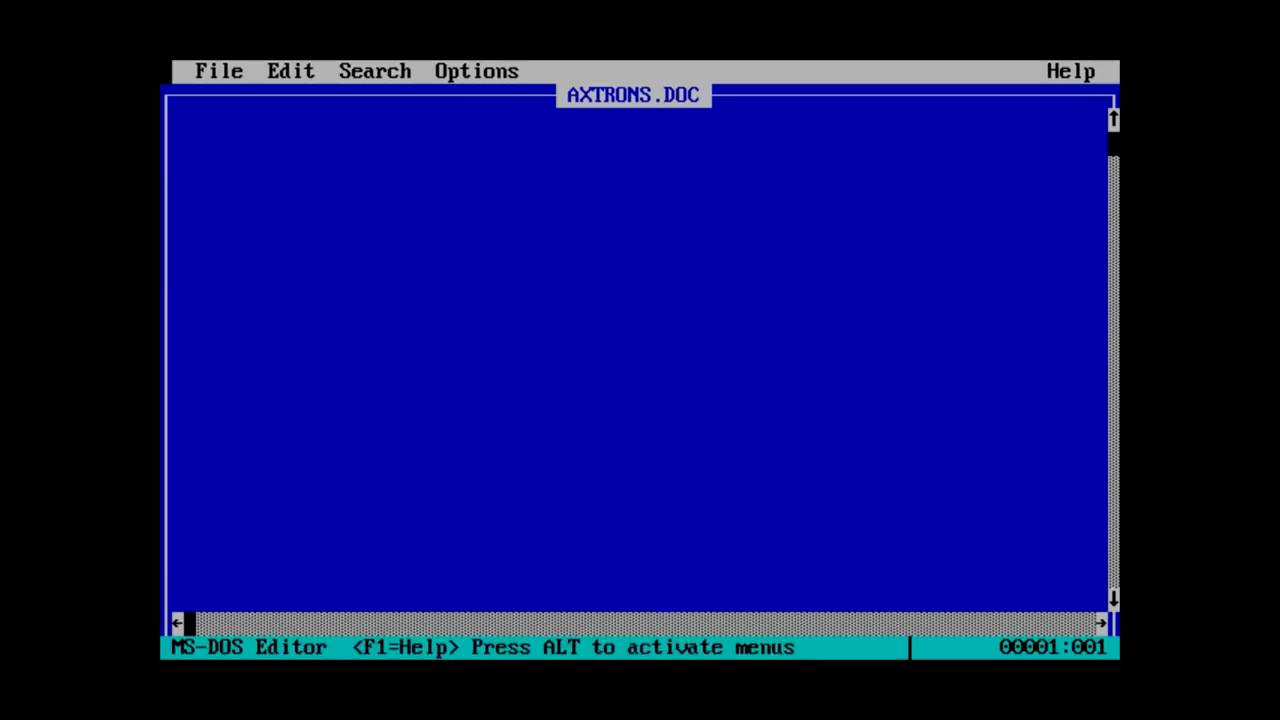 File Edit Search Options Help
AXTRONS.DOC
MS-DOS Editor <F1=Help> Press ALT to activate menus 00001:001